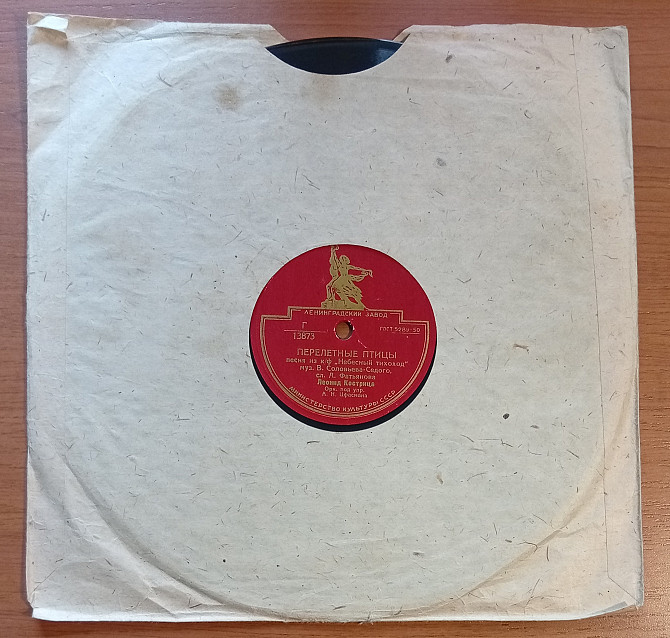 ЛЕНИНГРАДСКИЙ ЗАВОД
Г
13873
ГОСТ 5289-50
ПЕРЕЛЕТНЫЕ ПТИЦЫ
песня из к/ф „Небесный тихоход“
муз. В. Соловьева-Седого,
сл. А. Фатьянова
Леонид Кострица
Орк. под упр.
А. Н. Цфасмана
МИНИСТЕРСТВО КУЛЬТУРЫ СССР